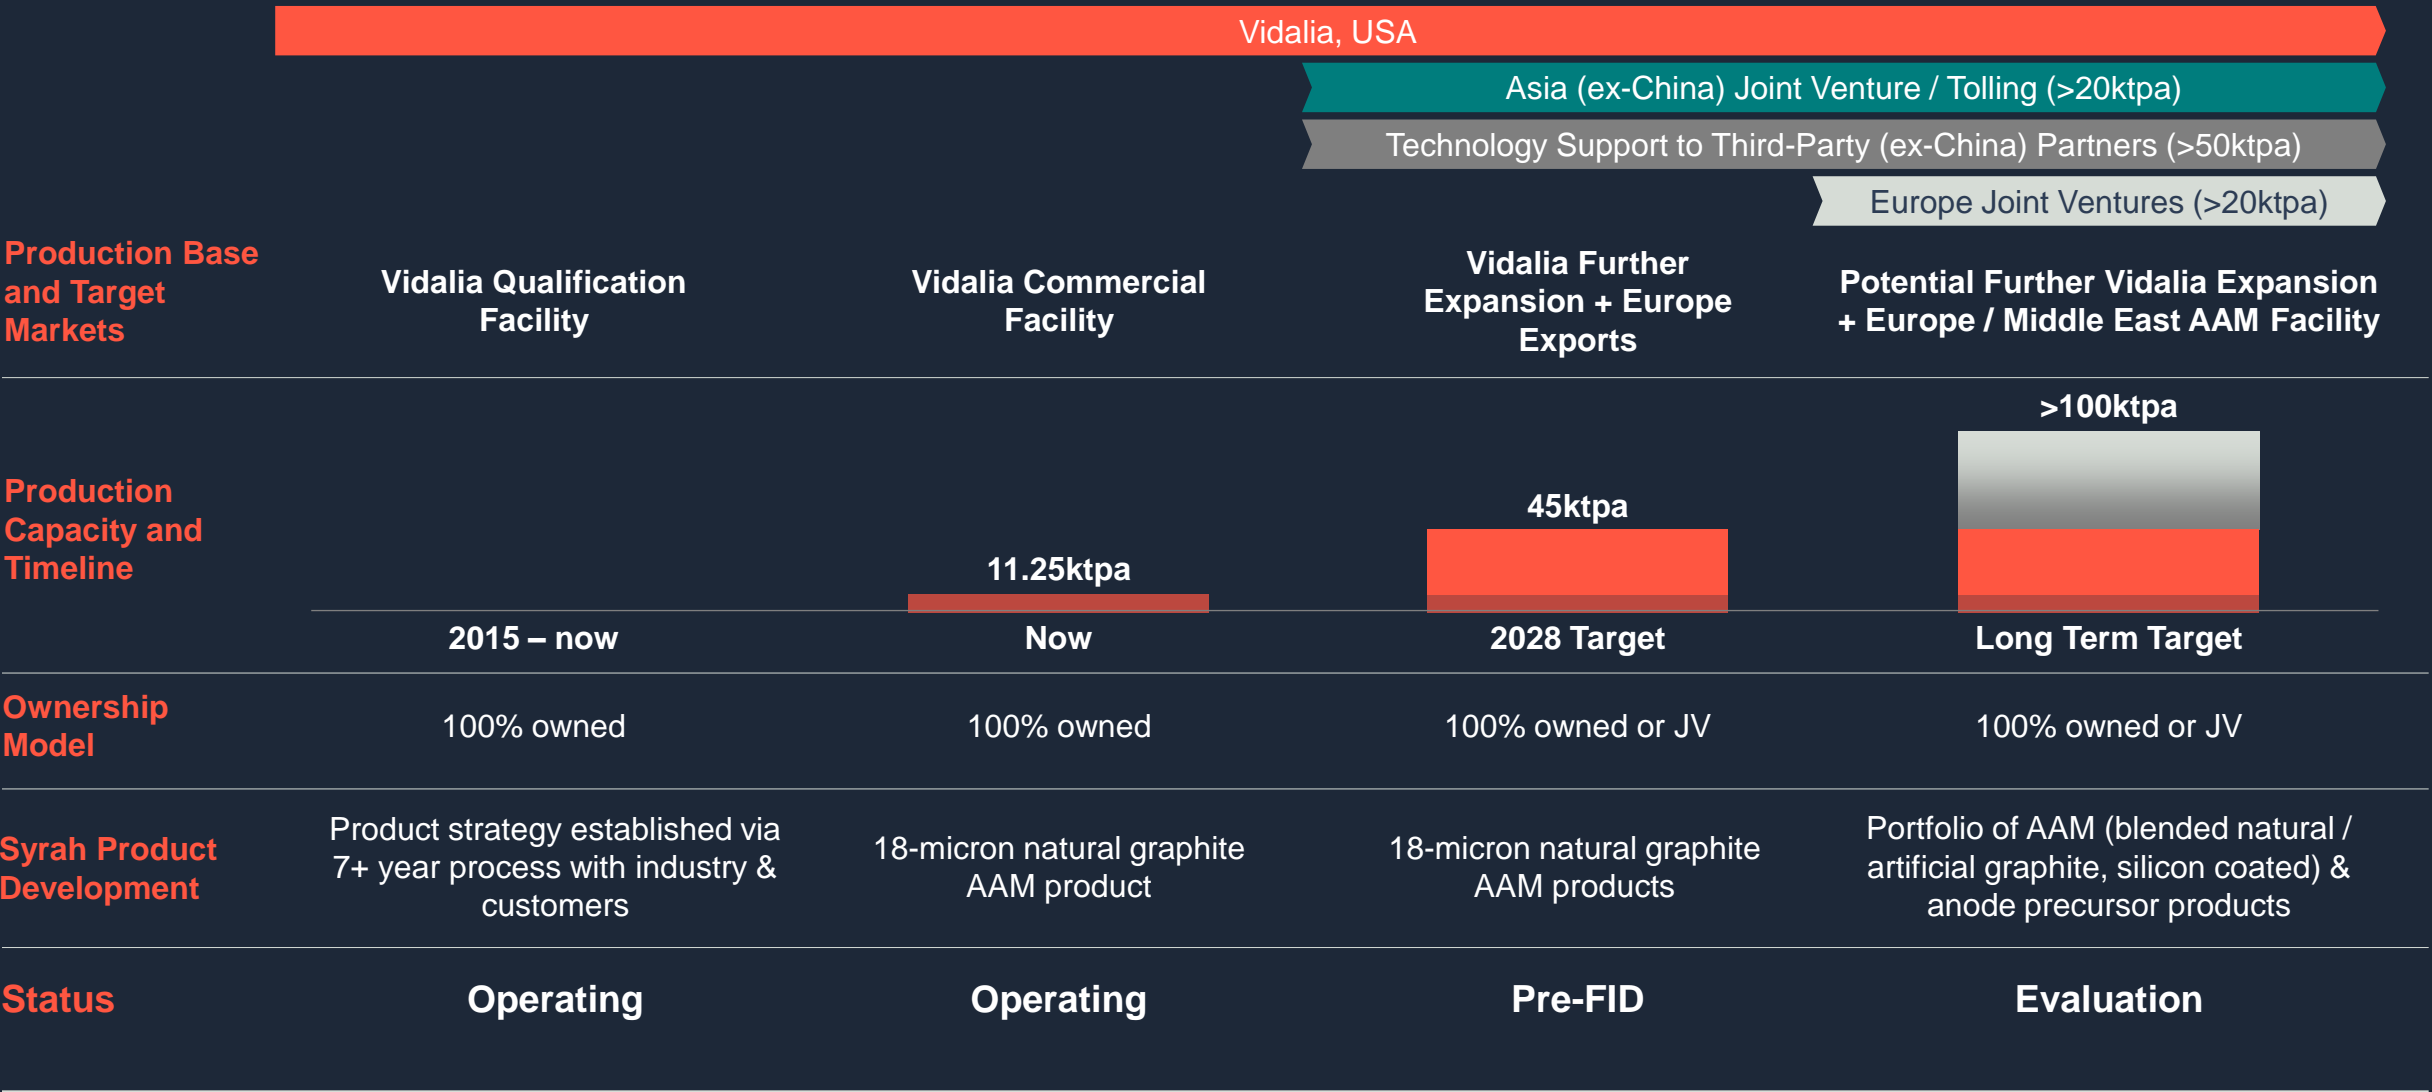 Vidalia, USA
Asia (ex-China) Joint Venture / Tolling (>20ktpa)
Technology Support to Third-Party (ex-China) Partners (>50ktpa)
Europe Joint Ventures (>20ktpa)
Production Base
and Target
Markets
Vidalia Qualification
Facility
Vidalia Commercial
Facility
Vidalia Further
Expansion + Europe
Exports
Potential Further Vidalia Expansion
+ Europe / Middle East AAM Facility
Production
Capacity and
Timeline
11.25ktpa
45ktpa
>100ktpa
2015 – now
Now
2028 Target
Long Term Target
Ownership
Model
100% owned
100% owned
100% owned or JV
100% owned or JV
Syrah Product
Development
Product strategy established via
7+ year process with industry &
customers
18-micron natural graphite
AAM product
18-micron natural graphite
AAM products
Portfolio of AAM (blended natural /
artificial graphite, silicon coated) &
anode precursor products
Status
Operating
Operating
Pre-FID
Evaluation